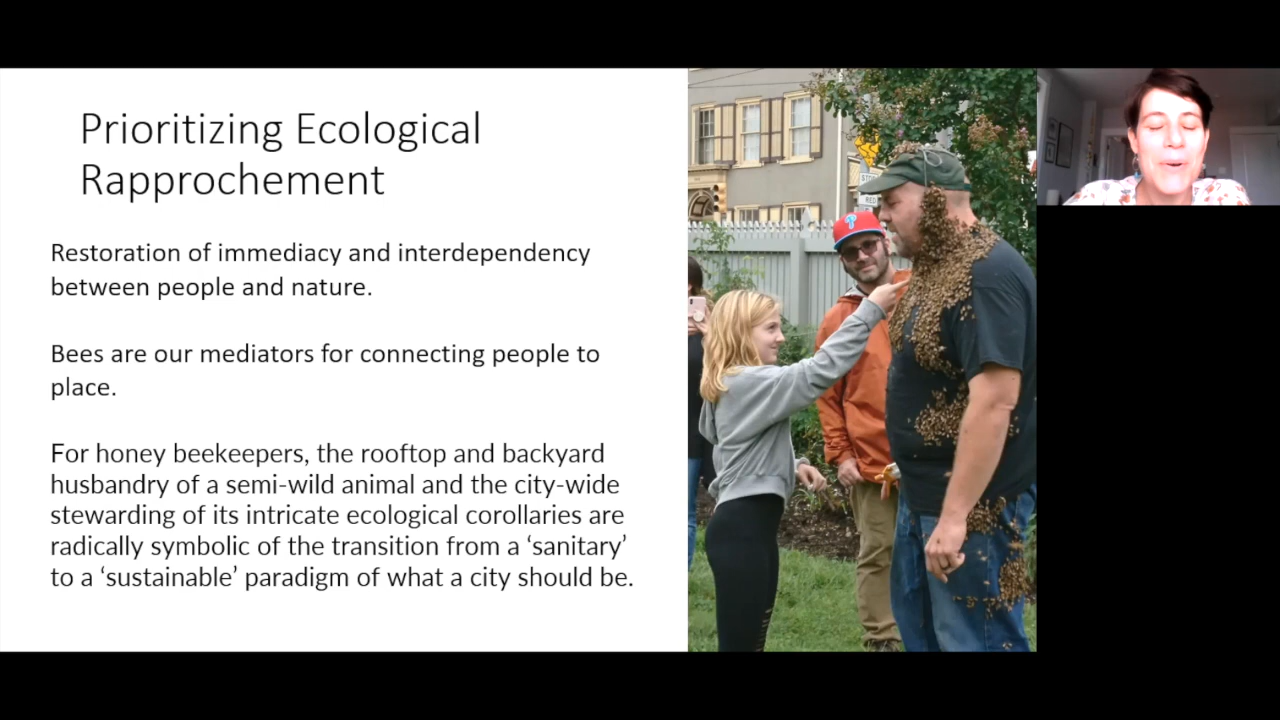 Prioritizing Ecological
Rapprochement
Restoration of immediacy and interdependency
between people and nature.
Bees are our mediators for connecting people to
place.
For honey beekeepers, the rooftop and backyard
husbandry of a semi-wild animal and the city-wide
stewarding of its intricate ecological corollaries are
radically symbolic of the transition from a ‘sanitary’
to a ‘sustainable’ paradigm of what a city should be.